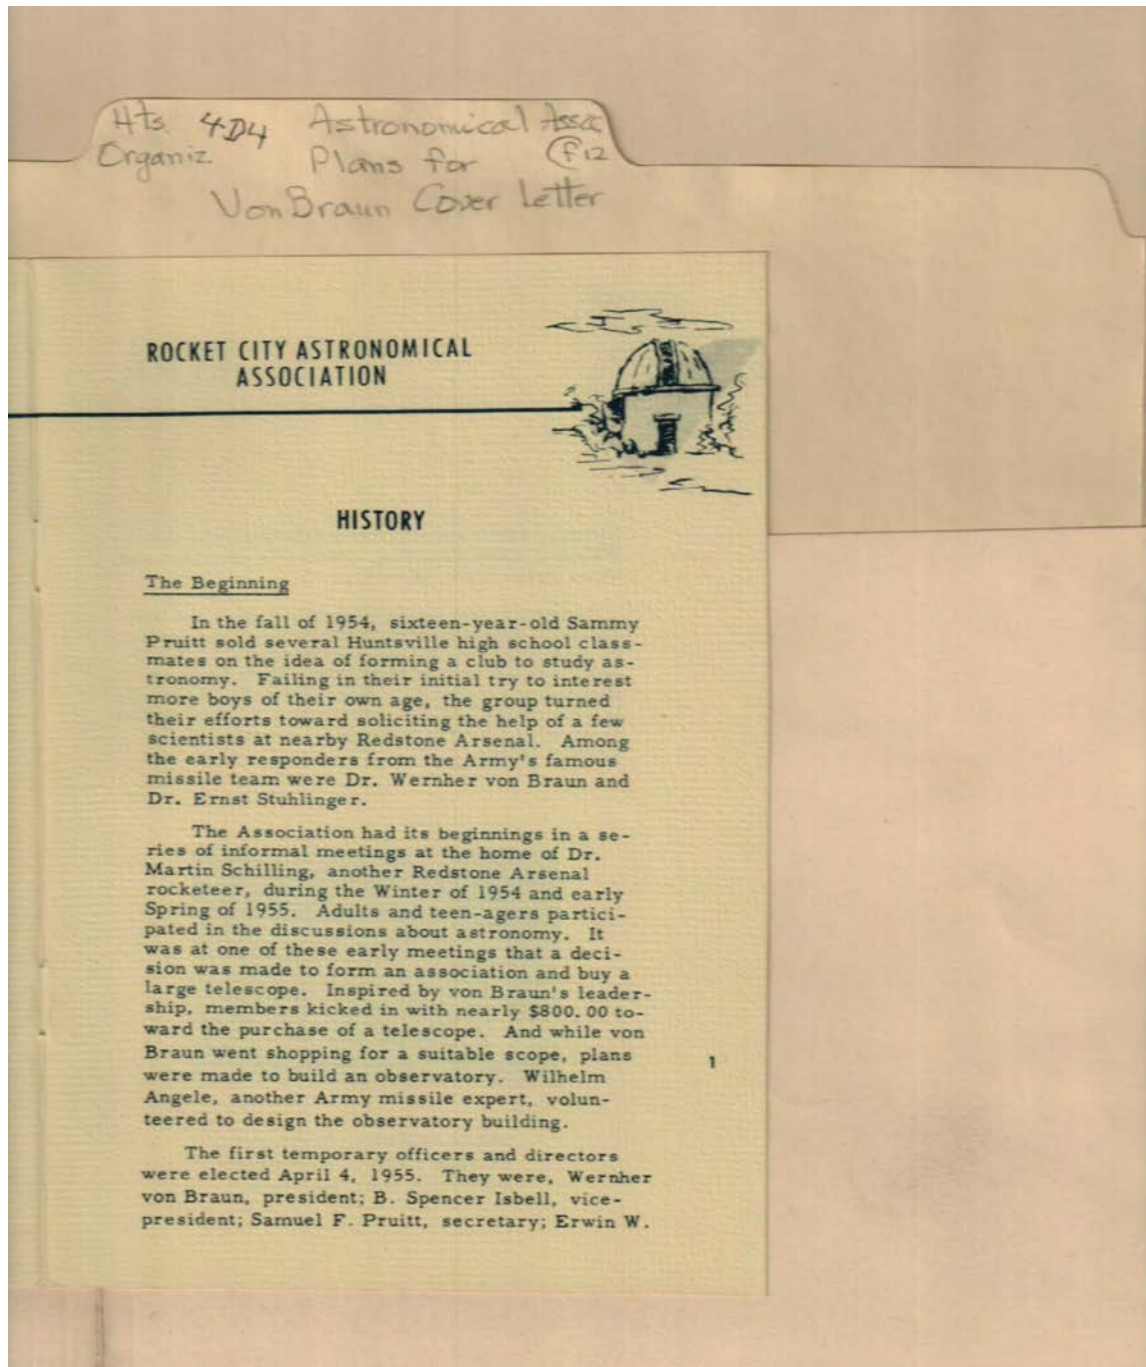 Hts. 4D4 Astronomical Assoc
Organiz Plans for F12
Von Braun Cover Letter
ROCKET CITY ASTRONOMICAL
ASSOCIATION
HISTORY
The Beginning
In the fall of 1954, sixteen-year-old Sammy
Pruitt sold several Huntsville high school class-
mates on the idea of forming a club to study as-
tronomy. Failing in their initial try to interest
more boys of their own age, the group turned
their efforts toward soliciting the help of a few
scientists at nearby Redstone Arsenal. Among
the early responders from the Army's famous
missile team were Dr. Wernher von Braun and
Dr. Ernst Stuhlinger.
The Association had its beginnings in a se-
ries of informal meetings at the home of Dr.
Martin Schilling, another Redstone Arsenal
rocketeer, during the Winter of 1954 and early
Spring of 1955. Adults and teen-agers partici-
pated in the discussions about astronomy. It
was at one of these early meetings that a deci-
sion was made to form an association and buy a
large telescope. Inspired by von Braun's leader-
ship, members kicked in with nearly $800.00 to-
ward the purchase of a telescope. And while von
Braun went shopping for a suitable scope, plans
were made to build an observatory. Wilhelm
Angele, another Army missile expert, volun-
teered to design the observatory building.
1
The first temporary officers and directors
were elected April 4, 1955. They were, Wernher
von Braun, president; B. Spencer Isbell, vice-
president; Samuel F. Pruitt, secretary; Erwin W.